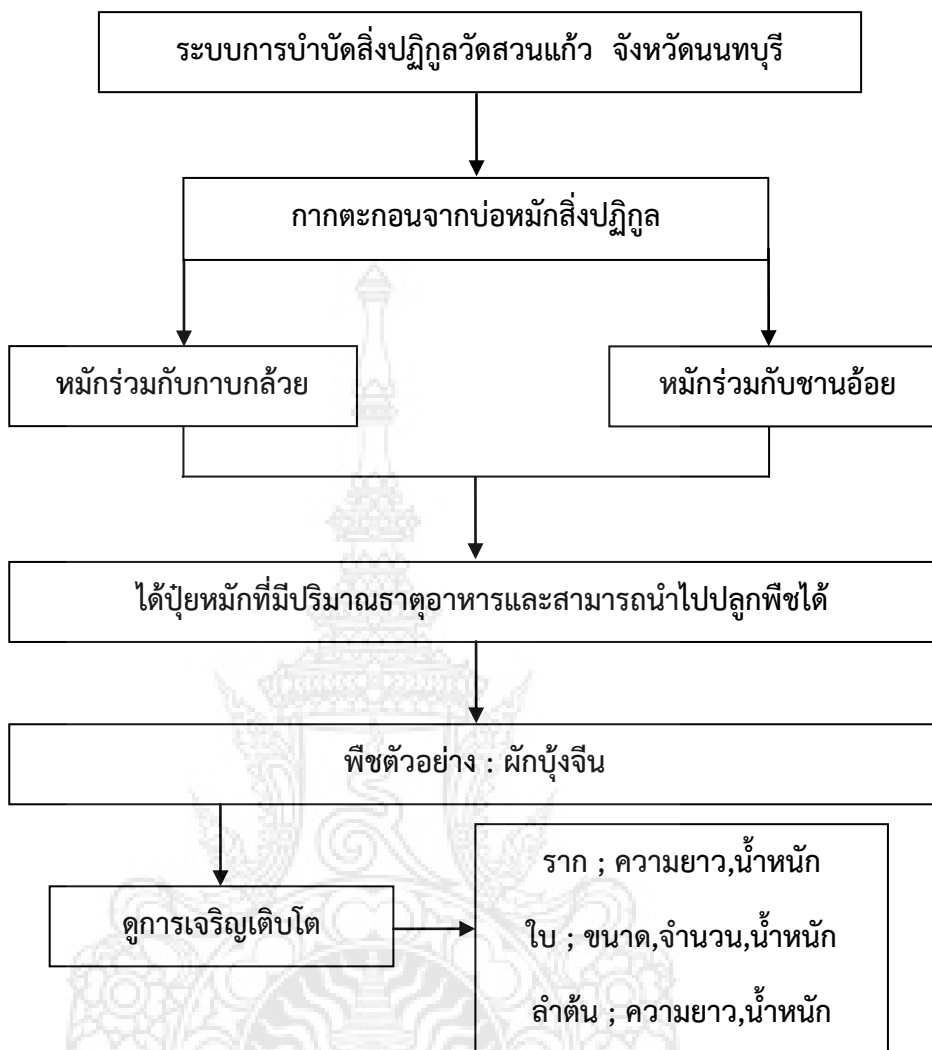 ระบบการบำบัดสิ่งปฏิกูลวัดสวนแก้ว จังหวัดนนทบุรี
กากตะกอนจากบ่อหมักสิ่งปฏิกูล
หมักร่วมกับกาบกล้วย
หมักร่วมกับชานอ้อย
ได้ปุ๋ยหมักที่มีปริมาณธาตุอาหารและสามารถนำไปปลูกพืชได้
พืชตัวอย่าง : ผักบุ้งจีน
ดูการเจริญเติบโต
ราก ; ความยาว,น้ำหนัก
ใบ ; ขนาด,จำนวน,น้ำหนัก
ลำต้น ; ความยาว,น้ำหนัก